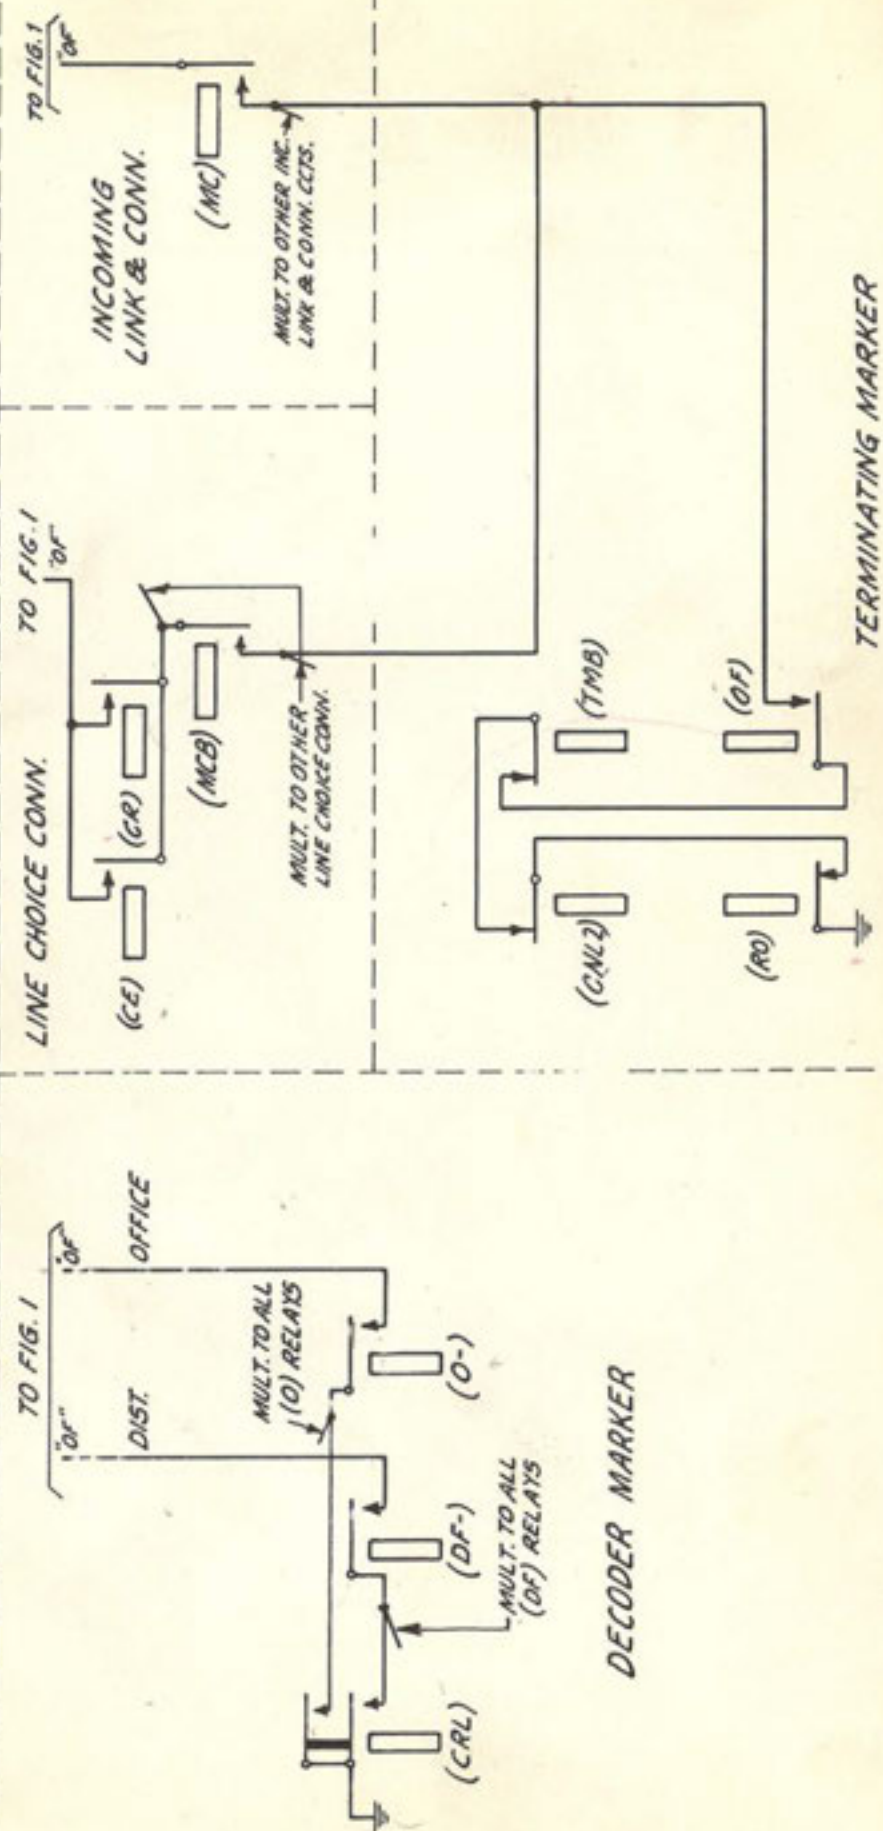 TO FIG. 1
"OF"
"OF"
DIST.
OFFICE
MULT. TO ALL
(O) RELAYS
(CRL)
(DF-)
(O-)
MULT. TO ALL
(DF) RELAYS
DECODER MARKER
LINE CHOICE CONN.
TO FIG. 1
"OF"
(CE)
(CR)
(MCB)
MULT. TO OTHER
LINE CHOICE CONN.
TO FIG. 1
"OF"
INCOMING
LINK & CONN.
(MC)
MULT. TO OTHER INC.
LINK & CONN. CCTS.
(CNL2)
(TMB)
(RO)
(OF)
TERMINATING MARKER